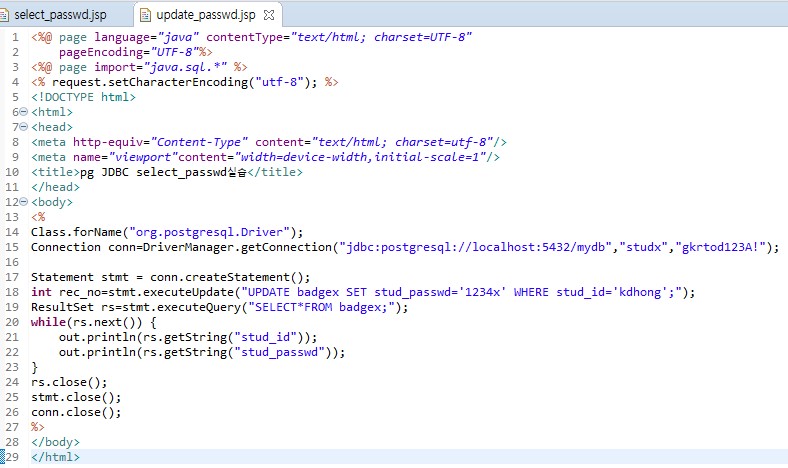 select_passwd.jsp
update_passwd.jsp
1 <%@ page language="java" contentType="text/html; charset=UTF-8"
2     pageEncoding="UTF-8"%>
3 <%@ page import="java.sql.*" %>
4 <% request.setCharacterEncoding("utf-8"); %>
5 <!DOCTYPE html>
6 <html>
7 <head>
8 <meta http-equiv="Content-Type" content="text/html; charset=utf-8"/>
9 <meta name="viewport"content="width=device-width,initial-scale=1"/>
10 <title>pg JDBC select_passwd실습</title>
11 </head>
12 <body>
13 <%
14 Class.forName("org.postgresql.Driver");
15 Connection conn=DriverManager.getConnection("jdbc:postgresql://localhost:5432/mydb","studx","gkrtod123A!");
16
17 Statement stmt = conn.createStatement();
18 int rec_no=stmt.executeUpdate("UPDATE badgex SET stud_passwd='1234x' WHERE stud_id='kdhong';");
19 ResultSet rs=stmt.executeQuery("SELECT*FROM badgex;");
20 while(rs.next()) {
21     out.println(rs.getString("stud_id"));
22     out.println(rs.getString("stud_passwd"));
23 }
24 rs.close();
25 stmt.close();
26 conn.close();
27 %>
28 </body>
29 </html>